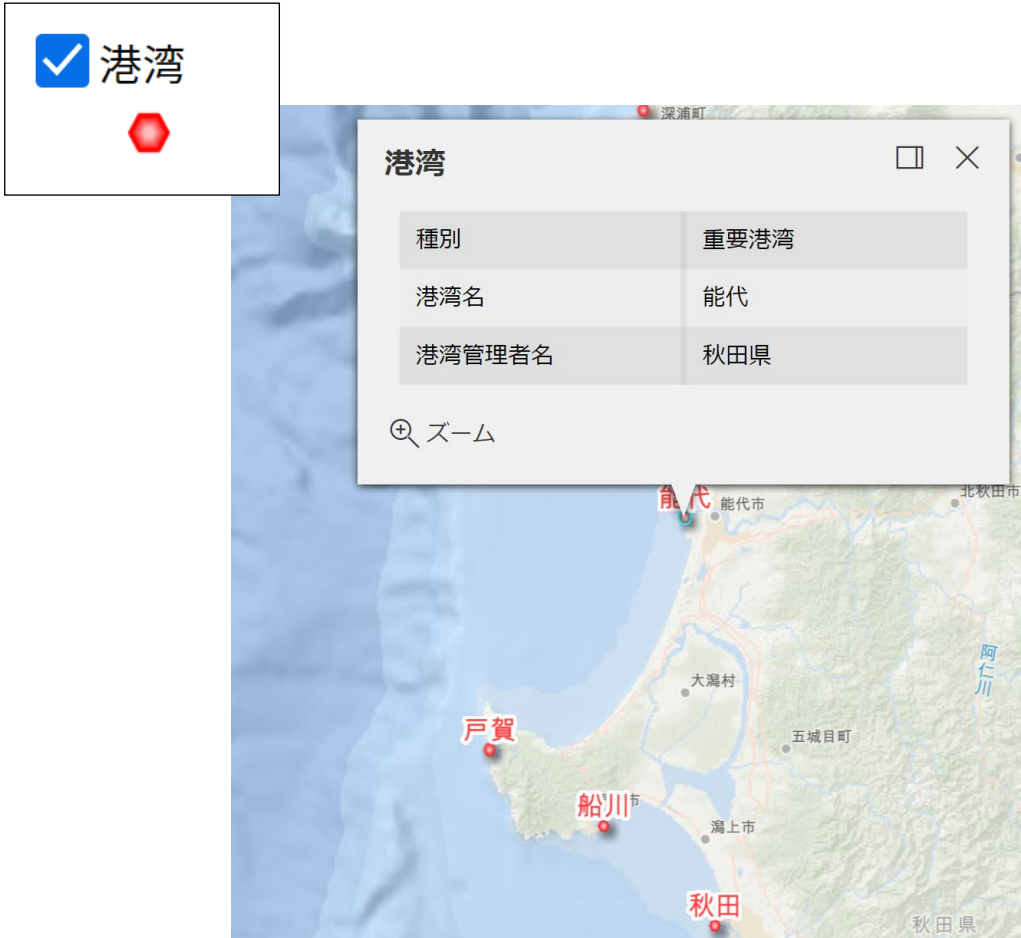 港湾
深浦町
港湾
種別 重要港湾
港湾名 能代
港湾管理者名 秋田県
ズーム
能代
能代市
北秋田市
阿仁川
大潟村
戸賀
五城目町
船川
市
潟上市
秋田
秋田県